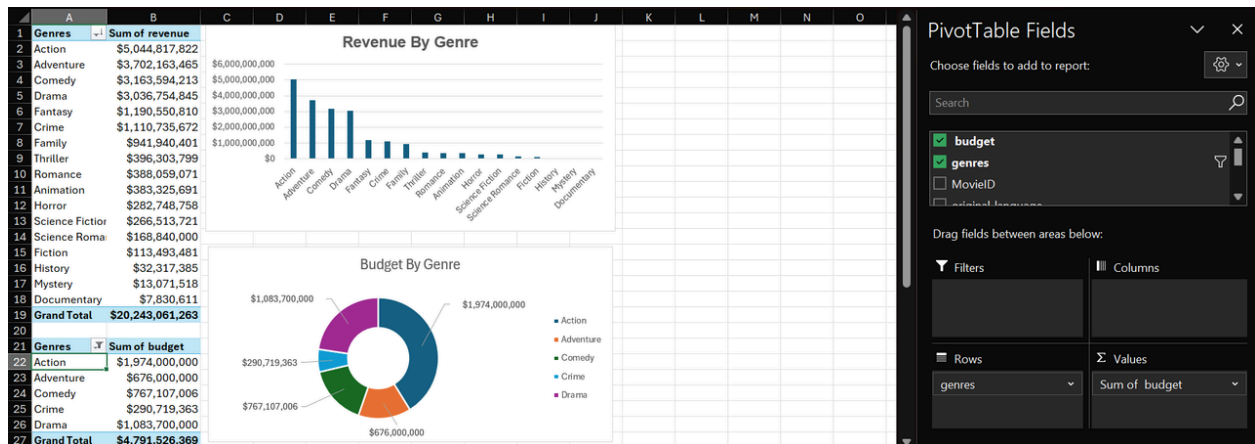 A B C D E F G H I J K L M N O
1 Genres Sum of revenue
2 Action $5,044,817,822
3 Adventure $3,702,163,465
4 Comedy $3,163,594,213
5 Drama $3,036,754,845
6 Fantasy $1,190,550,810
7 Crime $1,110,735,672
8 Family $941,940,401
9 Thriller $396,303,799
10 Romance $388,059,071
11 Animation $383,325,691
12 Horror $282,748,758
13 Science Fiction $266,513,721
14 Science Roma $168,840,000
15 Fiction $113,493,481
16 History $32,317,385
17 Mystery $13,071,518
18 Documentary $7,830,611
19 Grand Total $20,243,061,263
20
21 Genres Sum of budget
22 Action $1,974,000,000
23 Adventure $676,000,000
24 Comedy $767,107,006
25 Crime $290,719,363
26 Drama $1,083,700,000
27 Grand Total $4,791,526,369
Revenue By Genre
$6,000,000,000
$5,000,000,000
$4,000,000,000
$3,000,000,000
$2,000,000,000
$1,000,000,000
$0
Action Adventure Comedy Drama Fantasy Crime Family Thriller Romance Animation Horror Science Fiction Science Romance Fiction History Mystery Documentary
Budget By Genre
$1,083,700,000
$1,974,000,000
$290,719,363
$767,107,006
$676,000,000
Action
Adventure
Comedy
Crime
Drama
PivotTable Fields
Choose fields to add to report:
Search
budget
genres
MovieID
original-language
Drag fields between areas below:
Filters
Columns
Rows
Σ Values
genres
Sum of budget